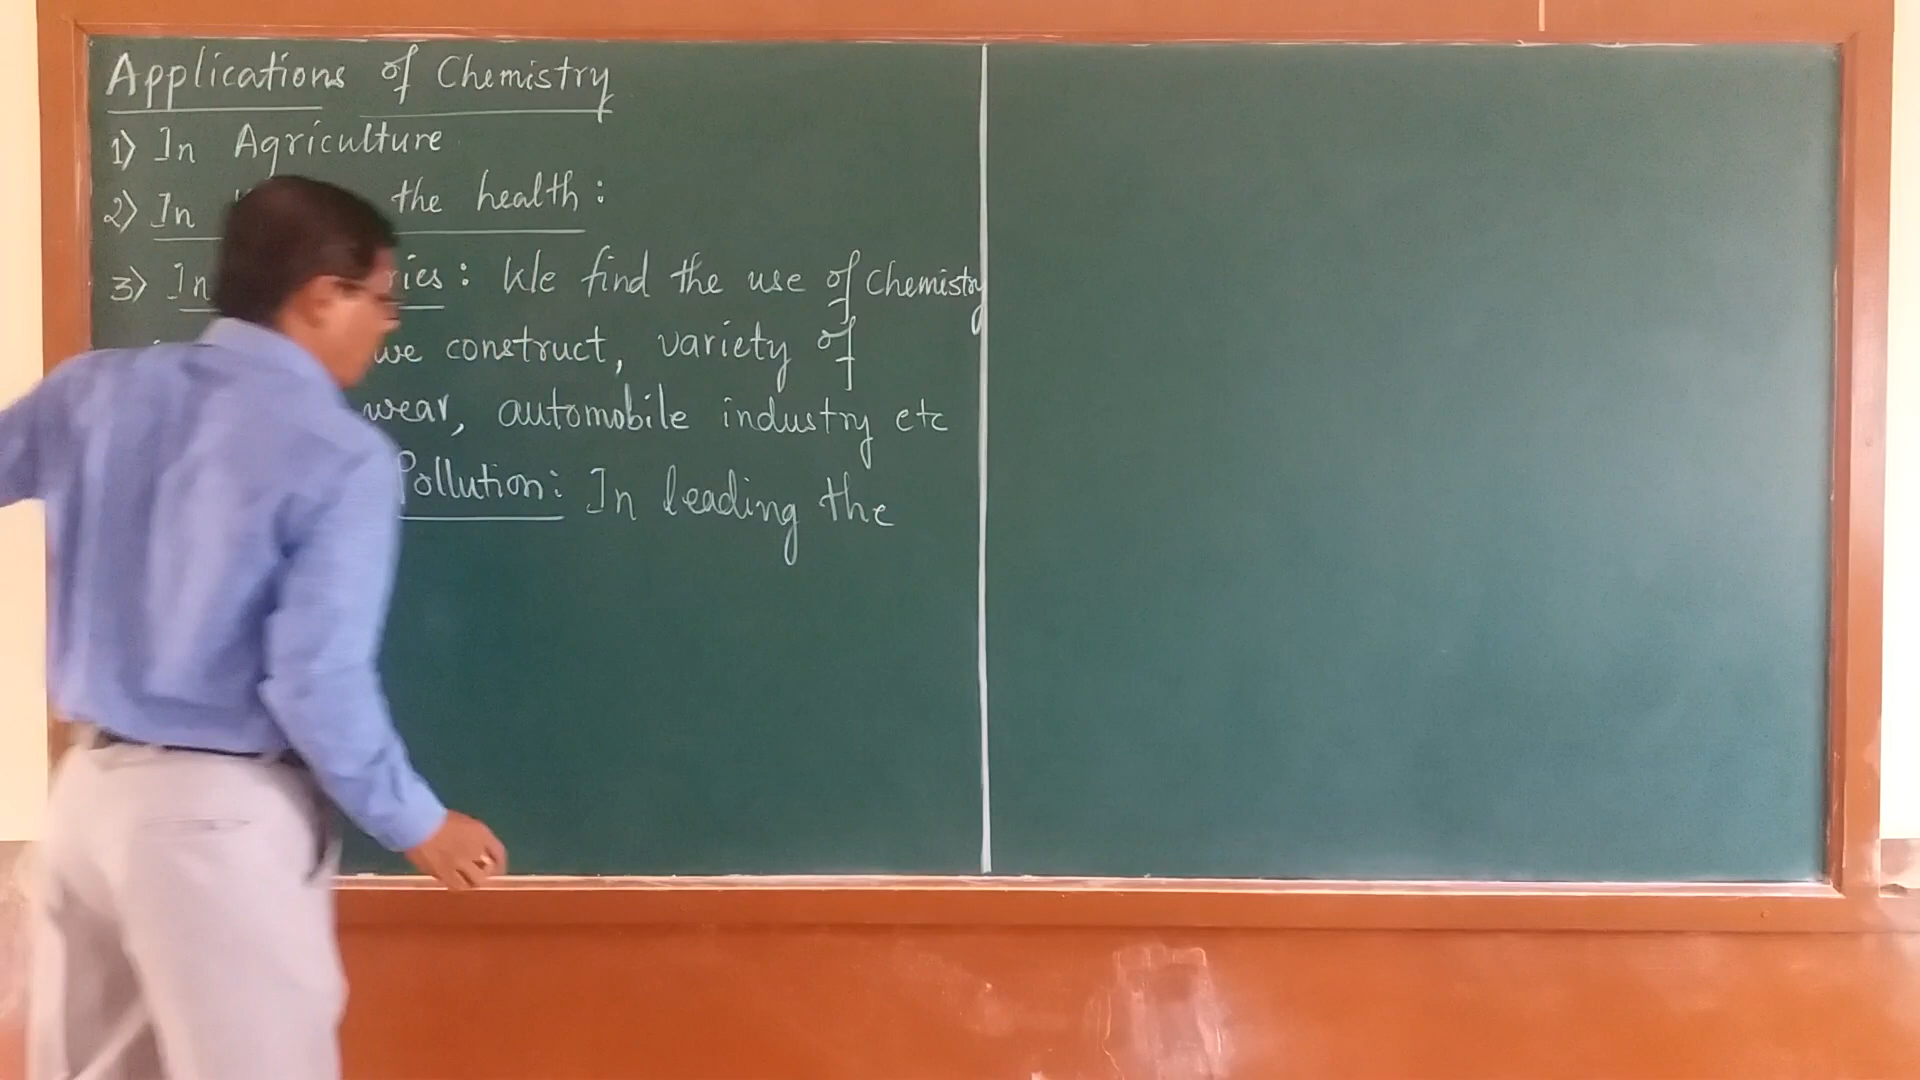 Applications of Chemistry
1) In Agriculture
2) In the health:
3) In : We find the use of Chemistry
we construct, variety of
wear, automobile industry etc
Pollution: In leading the